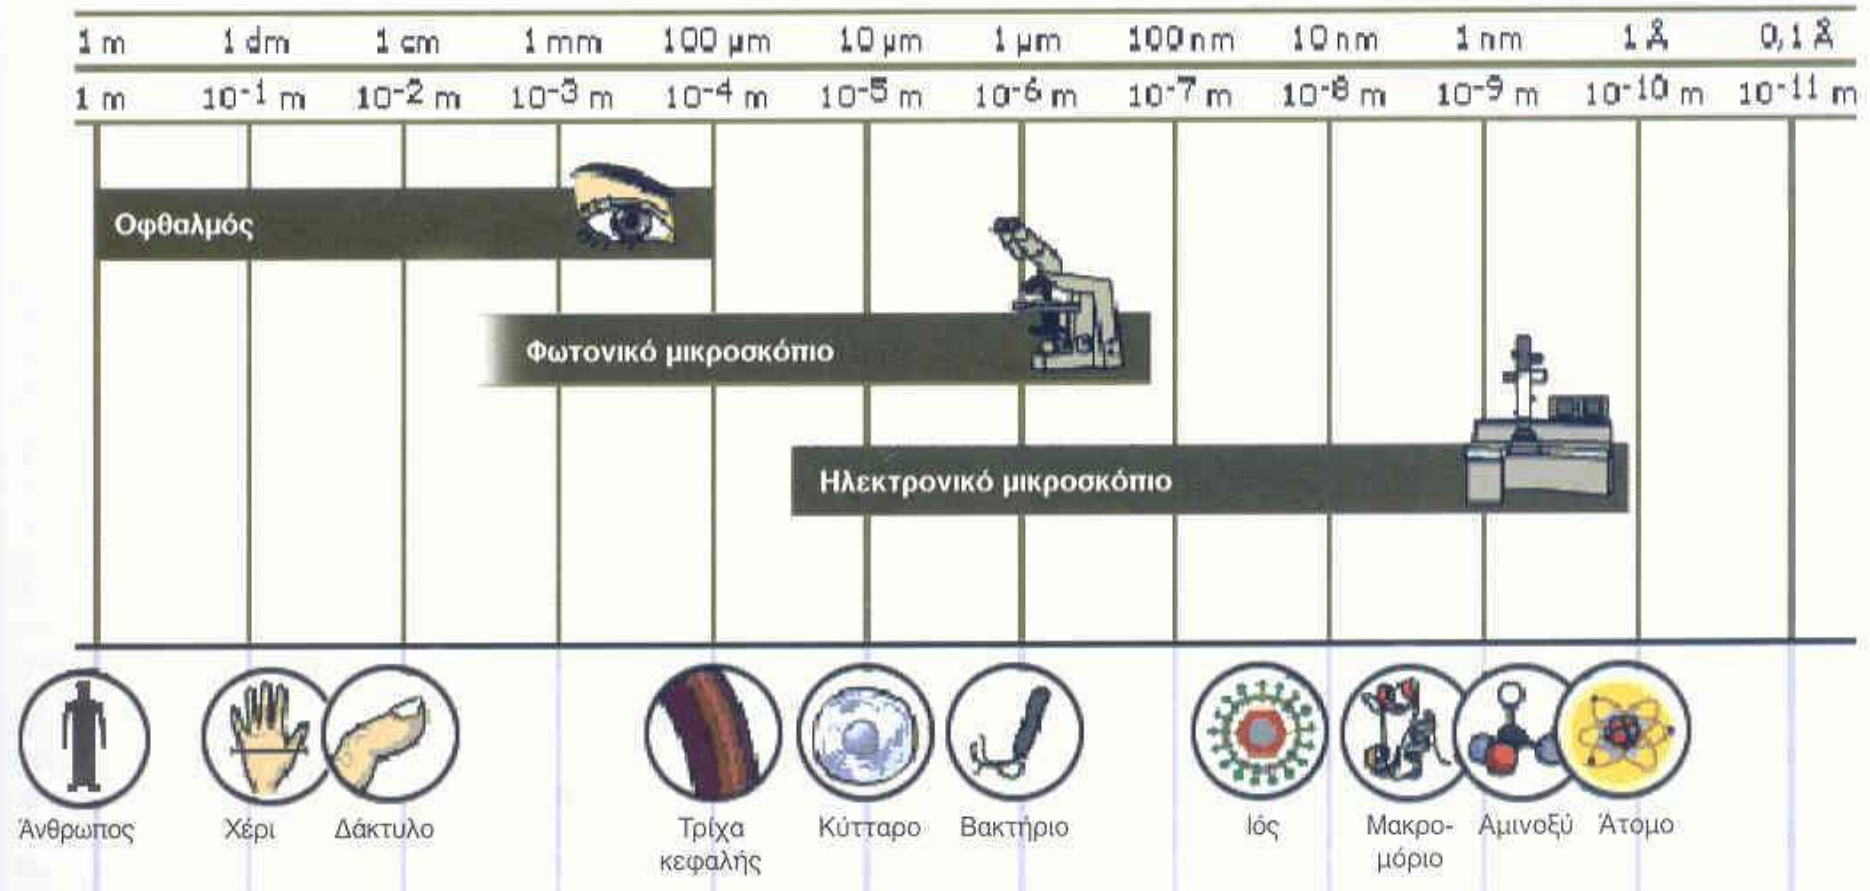 1 m 1 dm 1 cm 1 mm 100 µm 10 µm 1 µm 100 nm 10 nm 1 nm 1 Å 0,1 Å
1 m 10⁻¹ m 10⁻² m 10⁻³ m 10⁻⁴ m 10⁻⁵ m 10⁻⁶ m 10⁻⁷ m 10⁻⁸ m 10⁻⁹ m 10⁻¹⁰ m 10⁻¹¹ m
Οφθαλμός
Φωτονικό μικροσκόπιο
Ηλεκτρονικό μικροσκόπιο
Άνθρωπος Χέρι Δάκτυλο Τρίχα Κύτταρο Βακτήριο Ιός Μακρο- Αμινοξύ Άτομο
κεφαλής μόριο